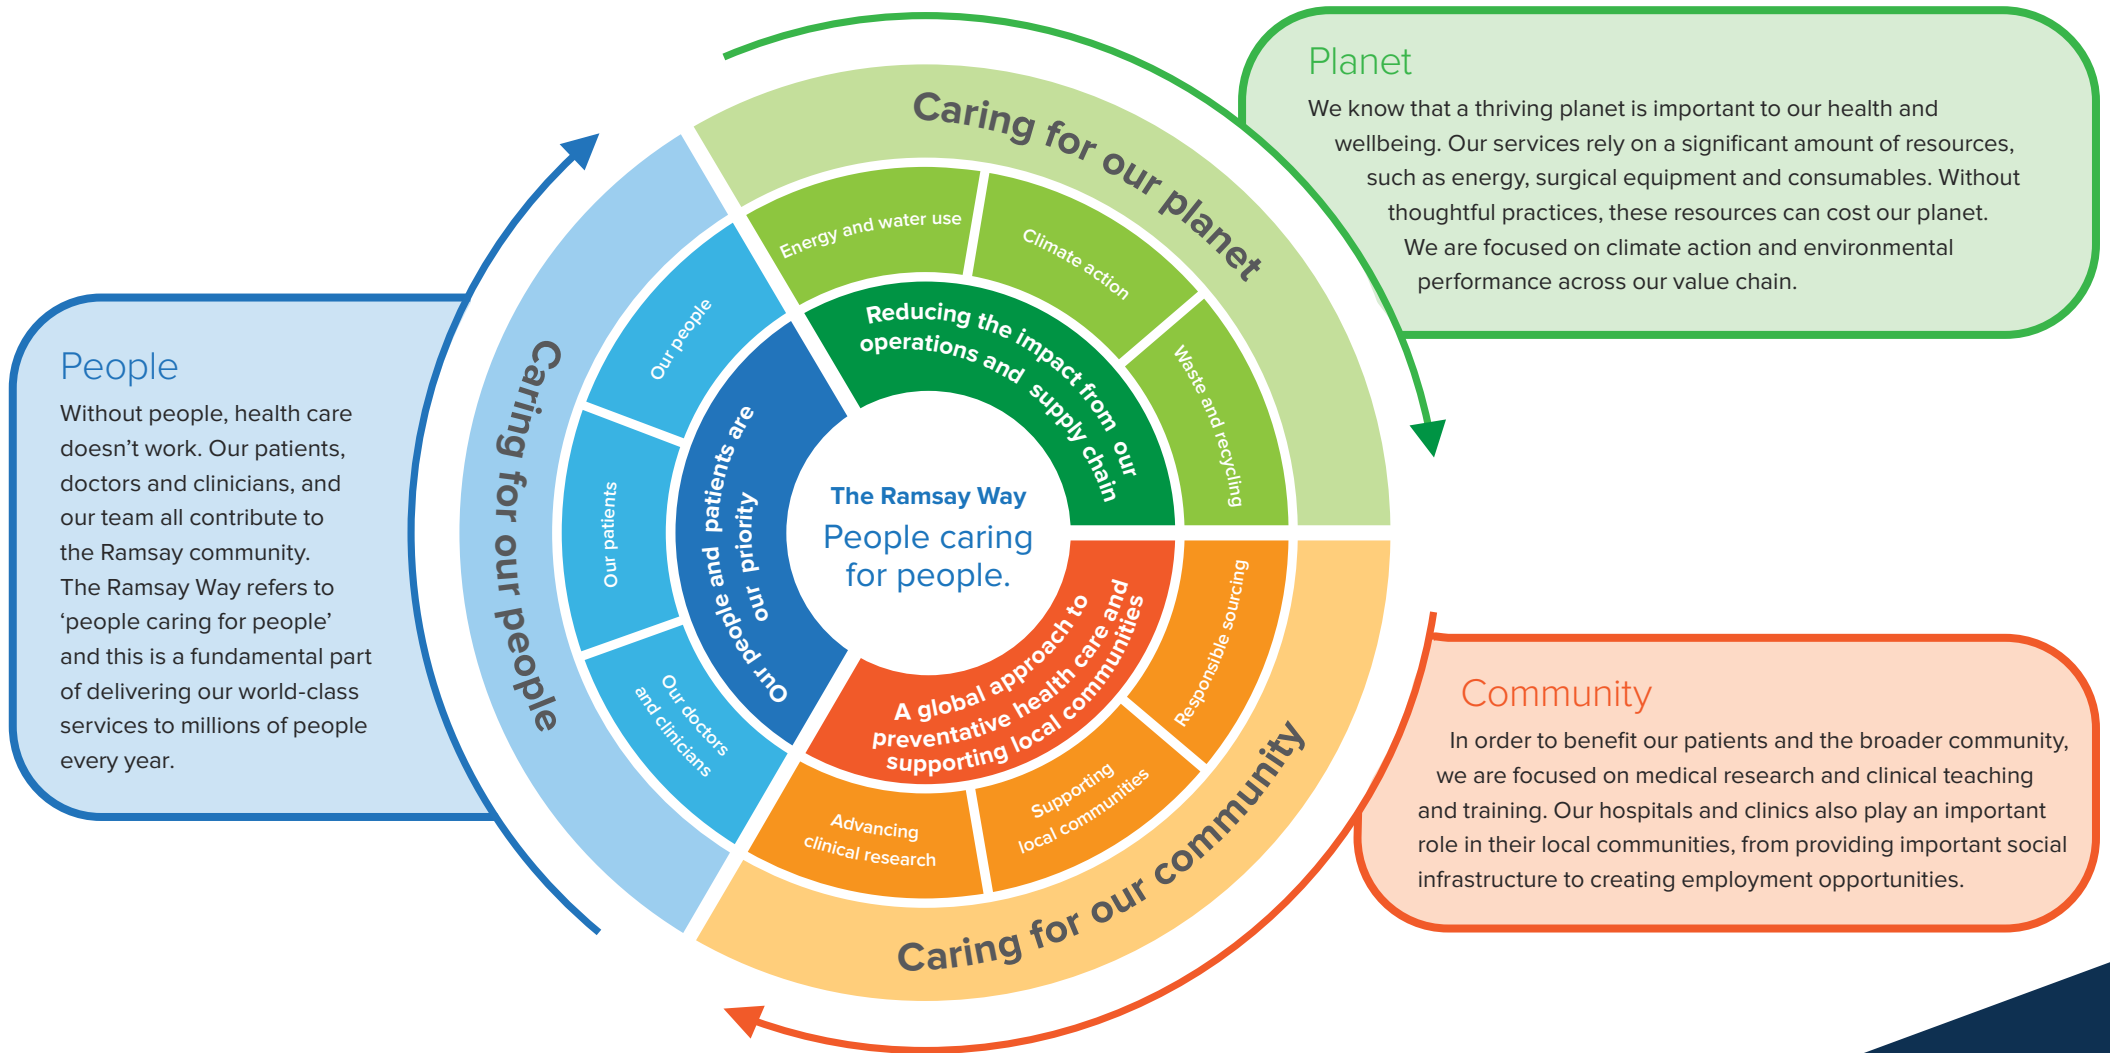 People
Without people, health care
doesn’t work. Our patients,
doctors and clinicians, and
our team all contribute to
the Ramsay community.
The Ramsay Way refers to
‘people caring for people’
and this is a fundamental part
of delivering our world-class
services to millions of people
every year.
Caring for our people
Our people
Our patients
Our doctors
and clinicians
Our people and patients are
our priority
The Ramsay Way
People caring
for people.
Caring for our planet
Energy and water use
Climate action
Waste and recycling
Reducing the impact from our
operations and supply chain
Planet
We know that a thriving planet is important to our health and
wellbeing. Our services rely on a significant amount of resources,
such as energy, surgical equipment and consumables. Without
thoughtful practices, these resources can cost our planet.
We are focused on climate action and environmental
performance across our value chain.
A global approach to
preventative health care and
supporting local communities
Responsible sourcing
Supporting
local communities
Advancing
clinical research
Caring for our community
Community
In order to benefit our patients and the broader community,
we are focused on medical research and clinical teaching
and training. Our hospitals and clinics also play an important
role in their local communities, from providing important social
infrastructure to creating employment opportunities.